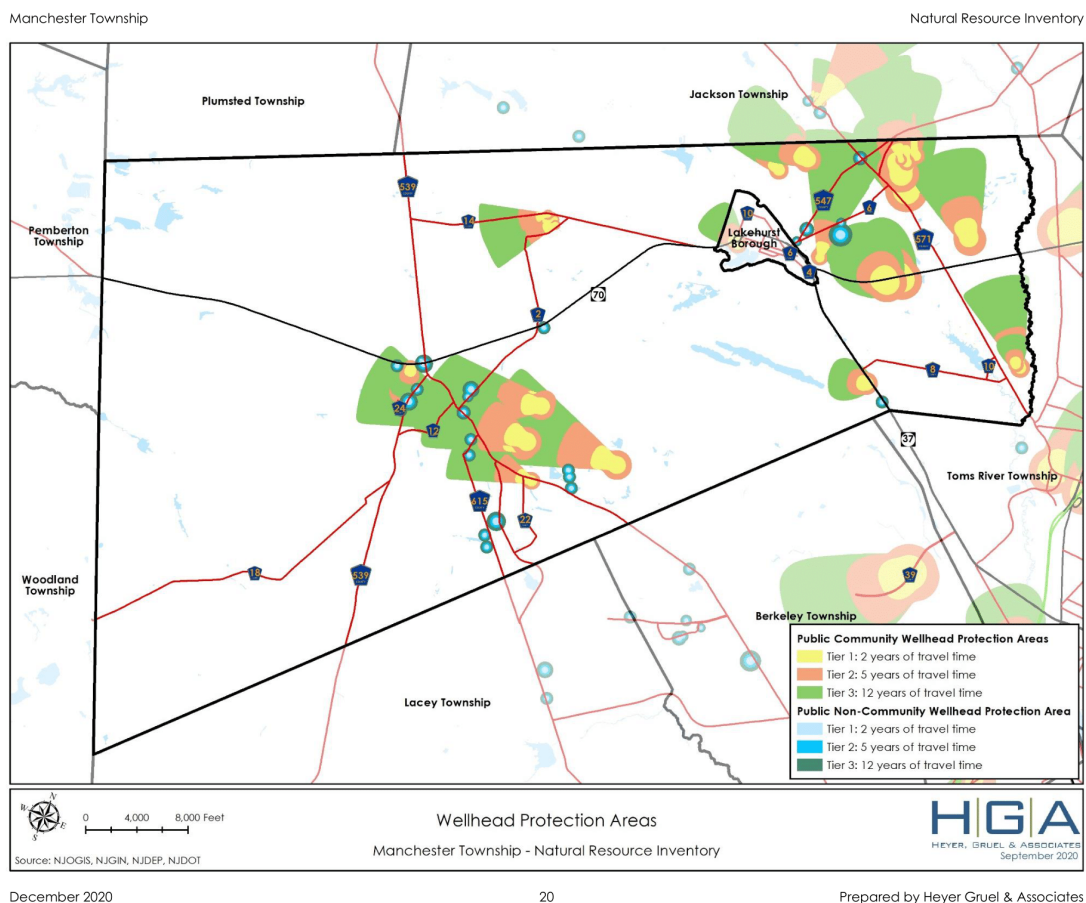 Manchester Township
Natural Resource Inventory
Plumsted Township
Jackson Township
539
14
10
547
6
Pemberton
Township
Lakehurst
Borough
6
571
4
70
2
8
10
24
12
37
Toms River Township
615
22
18
539
39
Woodland
Township
Berkeley Township
Lacey Township
Public Community Wellhead Protection Areas
Tier 1: 2 years of travel time
Tier 2: 5 years of travel time
Tier 3: 12 years of travel time
Public Non-Community Wellhead Protection Area
Tier 1: 2 years of travel time
Tier 2: 5 years of travel time
Tier 3: 12 years of travel time
N
W
E
S
0 4,000 8,000 Feet
Source: NJOGIS, NJGIN, NJDEP, NJDOT
Wellhead Protection Areas
Manchester Township - Natural Resource Inventory
HGA
HEYER, GRUEL & ASSOCIATES
September 2020
December 2020
20
Prepared by Heyer Gruel & Associates